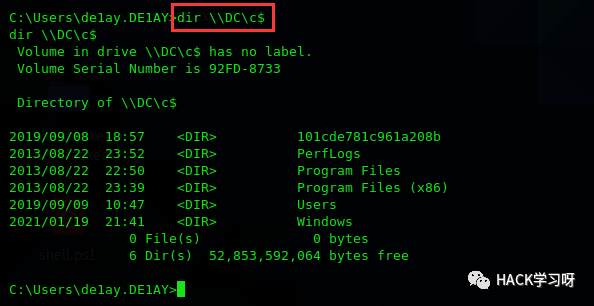 C:\Users\de1ay.DE1AY>dir \\DC\c$
dir \\DC\c$
 Volume in drive \\DC\c$ has no label.
 Volume Serial Number is 92FD-8733

 Directory of \\DC\c$

2019/09/08  18:57    <DIR>          101cde781c961a208b
2013/08/22  23:52    <DIR>          PerfLogs
2013/08/22  22:50    <DIR>          Program Files
2013/08/22  23:39    <DIR>          Program Files (x86)
2019/09/09  10:47    <DIR>          Users
2021/01/19  21:41    <DIR>          Windows
               0 File(s)              0 bytes
               6 Dir(s)  52,853,592,064 bytes free
shell.ps1

C:\Users\de1ay.DE1AY>
HACK学习呀